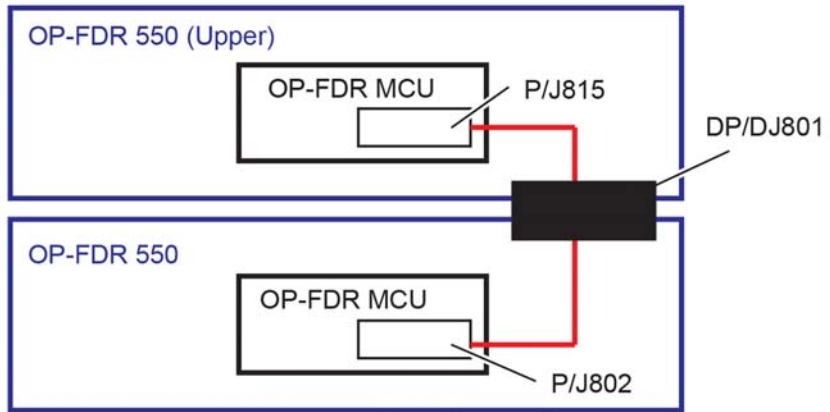 OP-FDR 550 (Upper)
OP-FDR MCU
P/J815
DP/DJ801
OP-FDR 550
OP-FDR MCU
P/J802